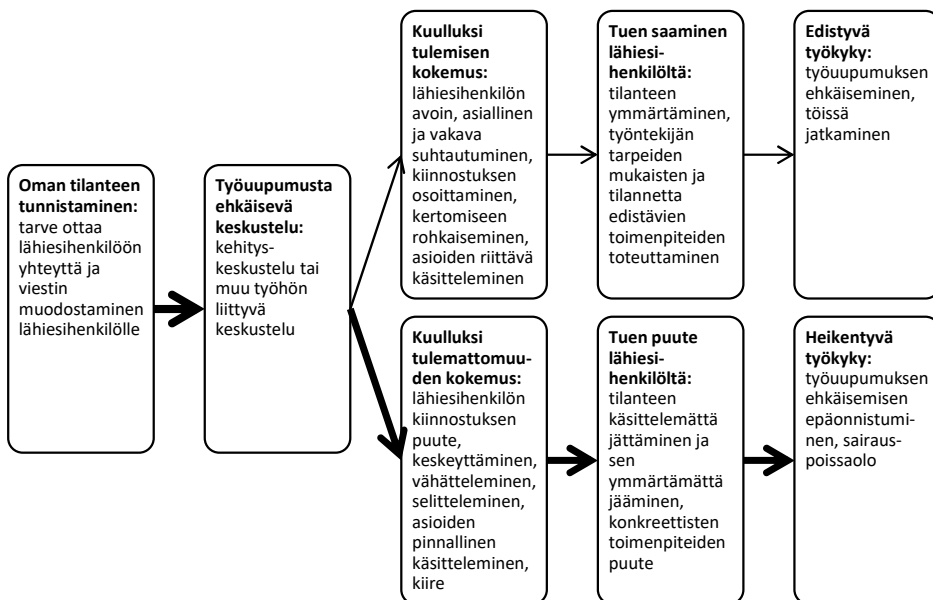 Oman tilanteen
tunnistaminen:
tarve ottaa
lähiesihenkilöön
yhteyttä ja
viestin
muodostaminen
lähiesihenkilölle
Työuupumusta
ehkäisevä
keskustelu:
kehitys-
keskustelu tai
muu työhön
liittyvä
keskustelu
Kuulluksi
tulemisen
kokemus:
lähiesihenkilön
avoin, asiallinen
ja vakava
suhtautuminen,
kiinnostuksen
osoittaminen,
kertomiseen
rohkaiseminen,
asioiden riittävä
käsitteleminen
Tuen saaminen
lähiesi-
henkilöltä:
tilanteen
ymmärtäminen,
työntekijän
tarpeiden
mukaisten ja
tilannetta
edistävien
toimenpiteiden
toteuttaminen
Edistyvä
työkyky:
työuupumuksen
ehkäiseminen,
töissä
jatkaminen
Kuulluksi
tulemattomuu-
den kokemus:
lähiesihenkilön
kiinnostuksen
puute,
keskeyttäminen,
vähätteleminen,
selitteleminen,
asioiden
pinnallinen
käsitteleminen,
kiire
Tuen puute
lähiesi-
henkilöltä:
tilanteen
käsittelemättä
jättäminen ja
sen
ymmärtämättä
jääminen,
konkreettisten
toimenpiteiden
puute
Heikentyvä
työkyky:
työuupumuksen
ehkäisemisen
epäonnistumi-
nen, sairaus-
poissaolo